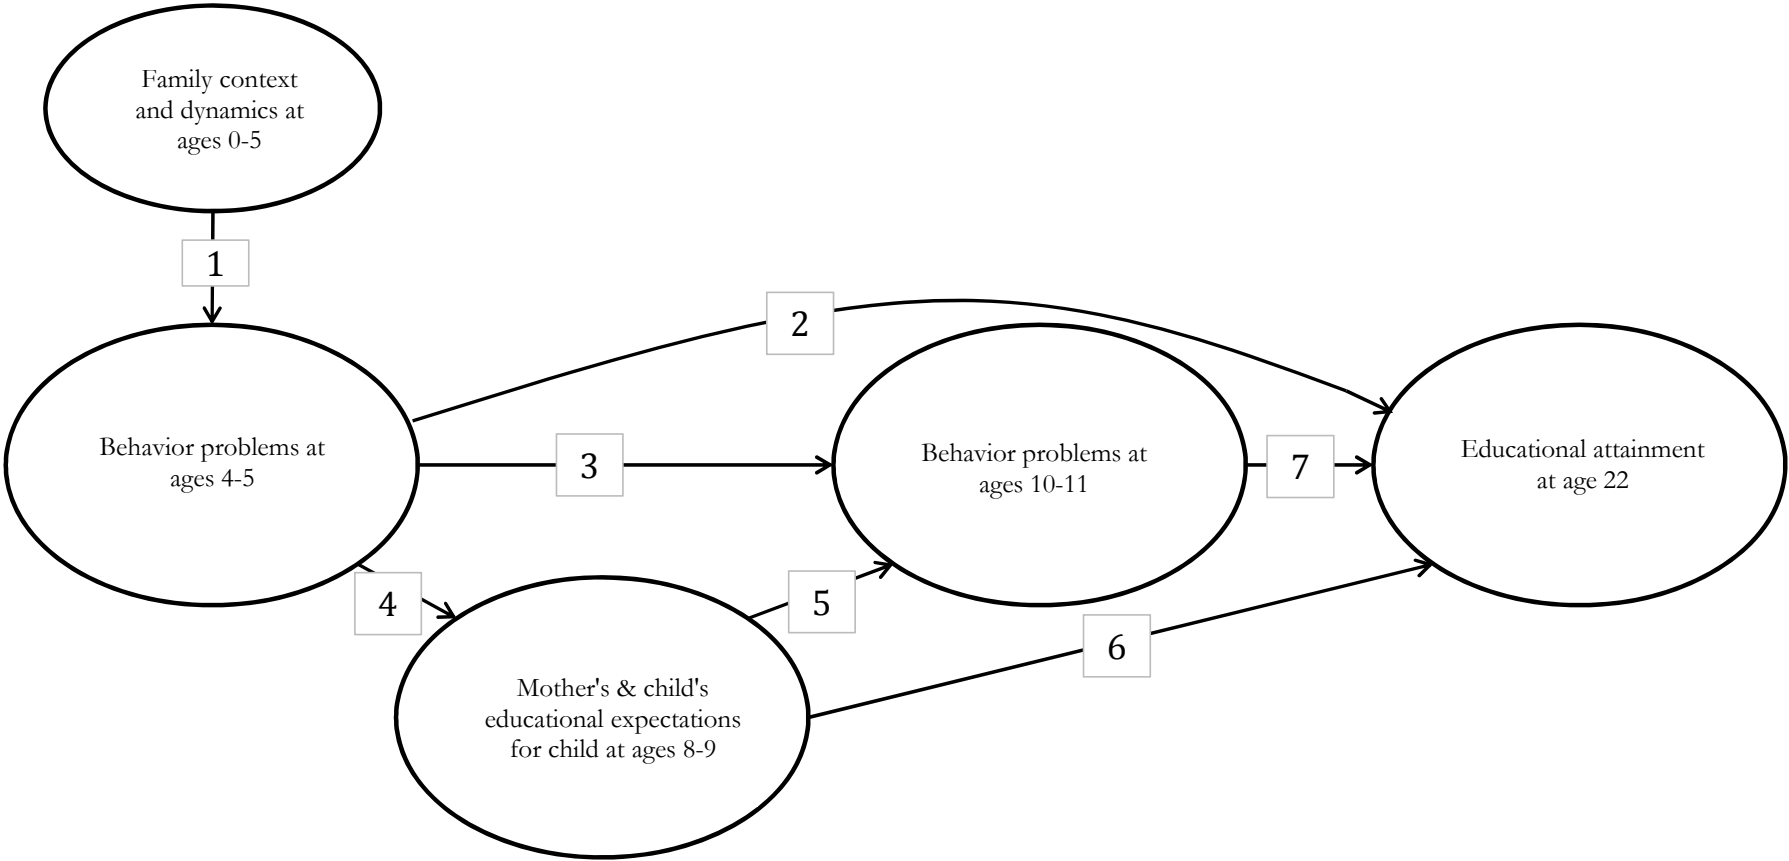 Family context
and dynamics at
ages 0-5
1
2
Behavior problems at
ages 4-5
3
Behavior problems at
ages 10-11
7
Educational attainment
at age 22
4
5
6
Mother's & child's
educational expectations
for child at ages 8-9